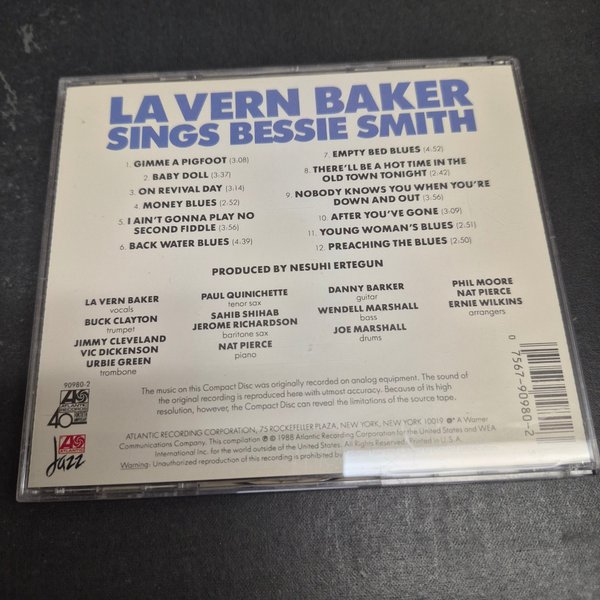 LA VERN BAKER
SINGS BESSIE SMITH
1. GIMME A PIGFOOT (3:08)
2. BABY DOLL (3:37)
3. ON REVIVAL DAY (3:14)
4. MONEY BLUES (2:52)
5. I AIN'T GONNA PLAY NO
SECOND FIDDLE (3:56)
6. BACK WATER BLUES (4:39)
7. EMPTY BED BLUES (4:52)
8. THERE'LL BE A HOT TIME IN THE
OLD TOWN TONIGHT (2:42)
9. NOBODY KNOWS YOU WHEN YOU'RE
DOWN AND OUT (3:56)
10. AFTER YOU'VE GONE (3:09)
11. YOUNG WOMAN'S BLUES (2:51)
12. PREACHING THE BLUES (2:50)
PRODUCED BY NESUHI ERTEGUN
LA VERN BAKER
vocals
BUCK CLAYTON
trumpet
JIMMY CLEVELAND
VIC DICKENSON
URBIE GREEN
trombone
PAUL QUINICHETTE
tenor sax
SAHIB SHIHAB
JEROME RICHARDSON
baritone sax
NAT PIERCE
piano
DANNY BARKER
guitar
WENDELL MARSHALL
bass
JOE MARSHALL
drums
PHIL MOORE
NAT PIERCE
ERNIE WILKINS
arrangers
90980-2
The music on this Compact Disc was originally recorded on analog equipment. The sound of
the original recording is reproduced here with utmost accuracy. Because of its high
resolution, however, the Compact Disc can reveal the limitations of the source tape.
ATLANTIC RECORDING CORPORATION, 75 ROCKEFELLER PLAZA, NEW YORK, NEW YORK 10019 A Warner
Communications Company. This compilation ℗ © 1988 Atlantic Recording Corporation for the United States and WEA
International Inc. for the world outside of the United States. All Rights Reserved. Printed in U.S.A.
Warning: Unauthorized reproduction of this recording is prohibited by
40
ATLANTIC
Jazz
0 7567-90980-2